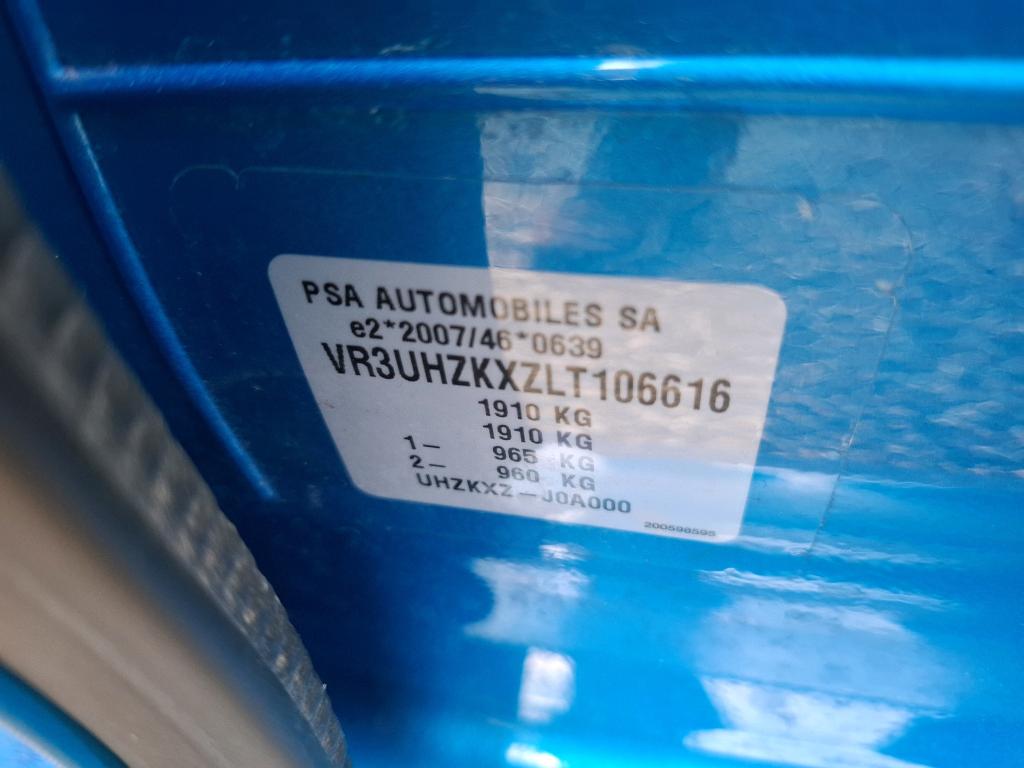 PSA AUTOMOBILES SA
e2*2007/46*0639
VR3UHZKXZLT106616
1910 KG
1910 KG
1– 965 KG
2– 960 KG
UHZKXZ – J0A000
200598595